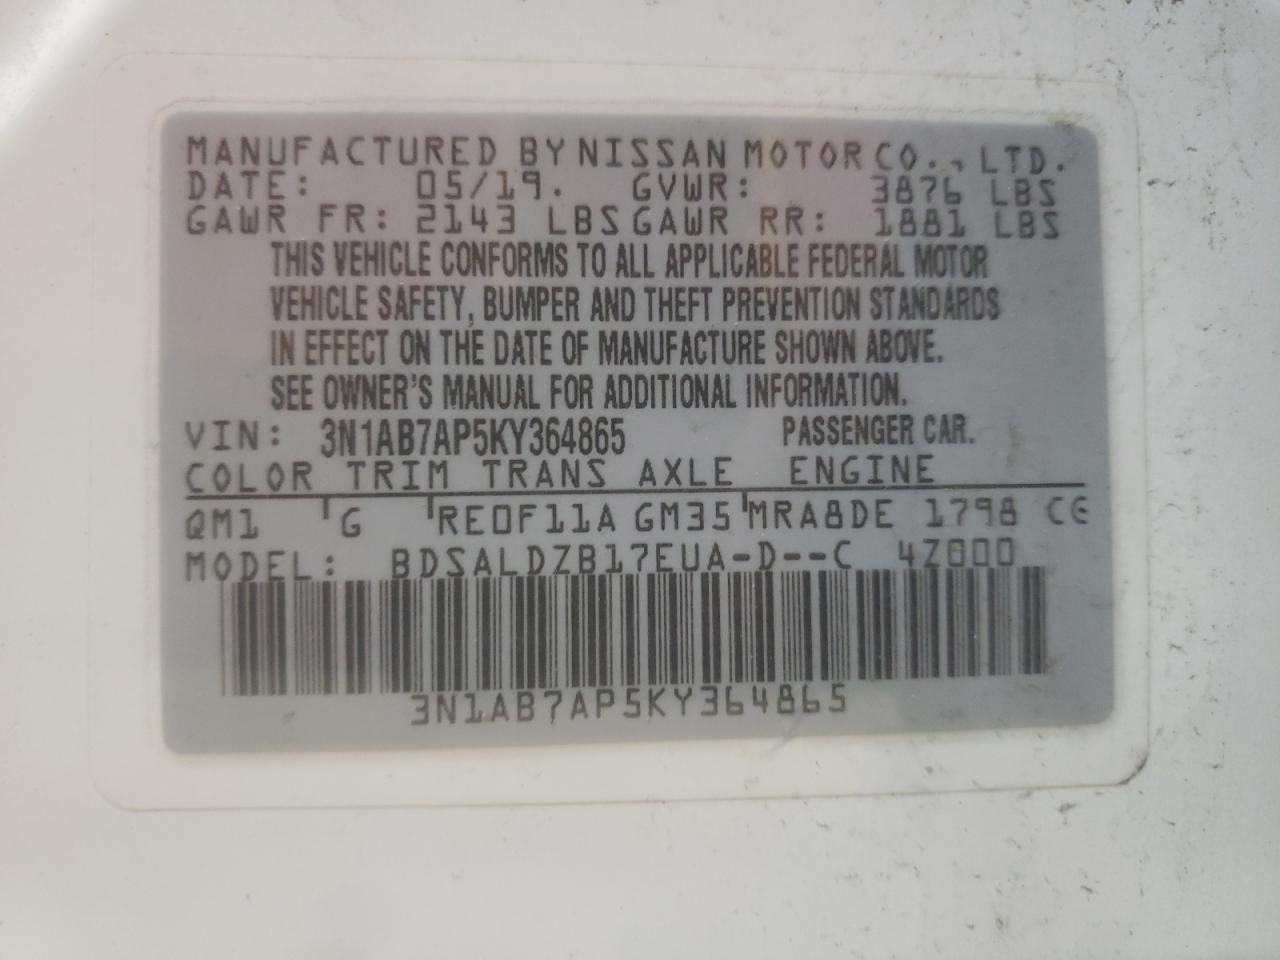 MANUFACTURED BY NISSAN MOTOR CO., LTD.
DATE: 05/19. GVWR: 3876 LBS
GAWR FR: 2143 LBS GAWR RR: 1881 LBS
THIS VEHICLE CONFORMS TO ALL APPLICABLE FEDERAL MOTOR
VEHICLE SAFETY, BUMPER AND THEFT PREVENTION STANDARDS
IN EFFECT ON THE DATE OF MANUFACTURE SHOWN ABOVE.
SEE OWNER'S MANUAL FOR ADDITIONAL INFORMATION.
VIN: 3N1AB7AP5KY364865 PASSENGER CAR.
COLOR TRIM TRANS AXLE ENGINE
QM1 G RE0F11A GM35 MRA8DE 1798 CC
MODEL: BDSALDZB17EUA-D--C 4Z000
3N1AB7AP5KY364865